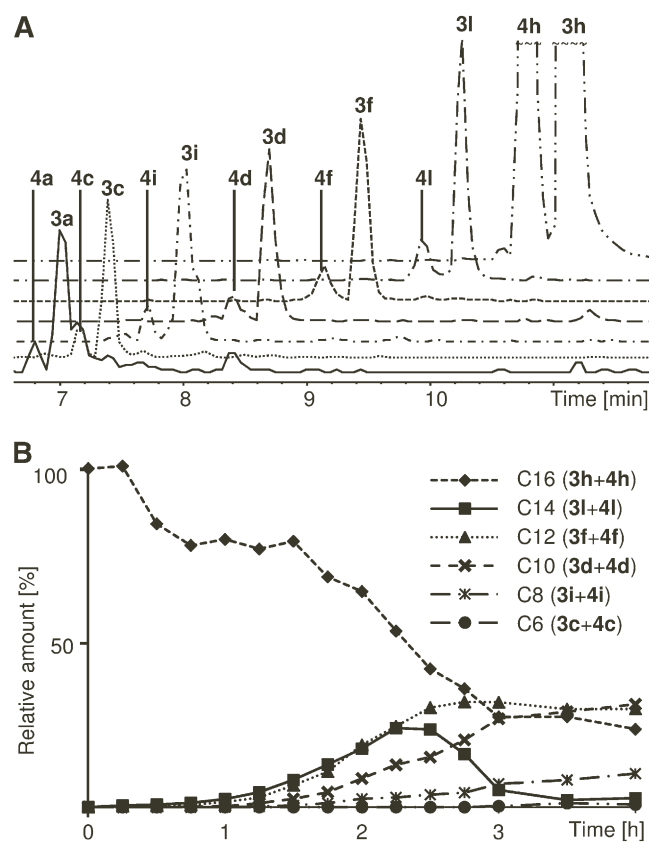 A
3l
4h
3h
3f
3d
3i
4a
4c
3c
4i
4d
4f
4l
3a
7
8
9
10
Time [min]
B
100
50
Relative amount [%]
C16 (3h+4h)
C14 (3l+4l)
C12 (3f+4f)
C10 (3d+4d)
C8 (3i+4i)
C6 (3c+4c)
0
1
2
3
Time [h]